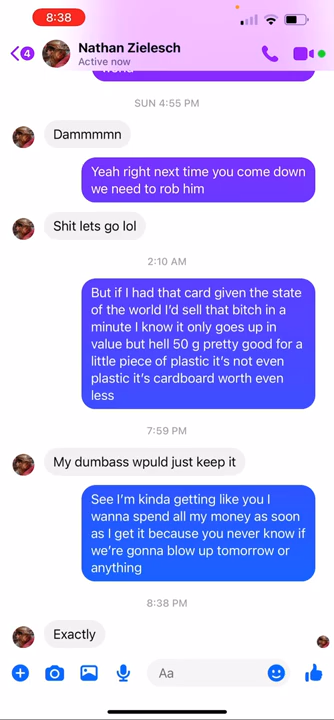 8:38
4
Nathan Zielesch
Active now
world
SUN 4:55 PM
Dammmmn
Yeah right next time you come down
we need to rob him
Shit lets go lol
2:10 AM
But if I had that card given the state
of the world I’d sell that bitch in a
minute I know it only goes up in
value but hell 50 g pretty good for a
little piece of plastic it’s not even
plastic it’s cardboard worth even
less
7:59 PM
My dumbass wpuld just keep it
See I’m kinda getting like you I
wanna spend all my money as soon
as I get it because you never know if
we’re gonna blow up tomorrow or
anything
8:38 PM
Exactly
Aa